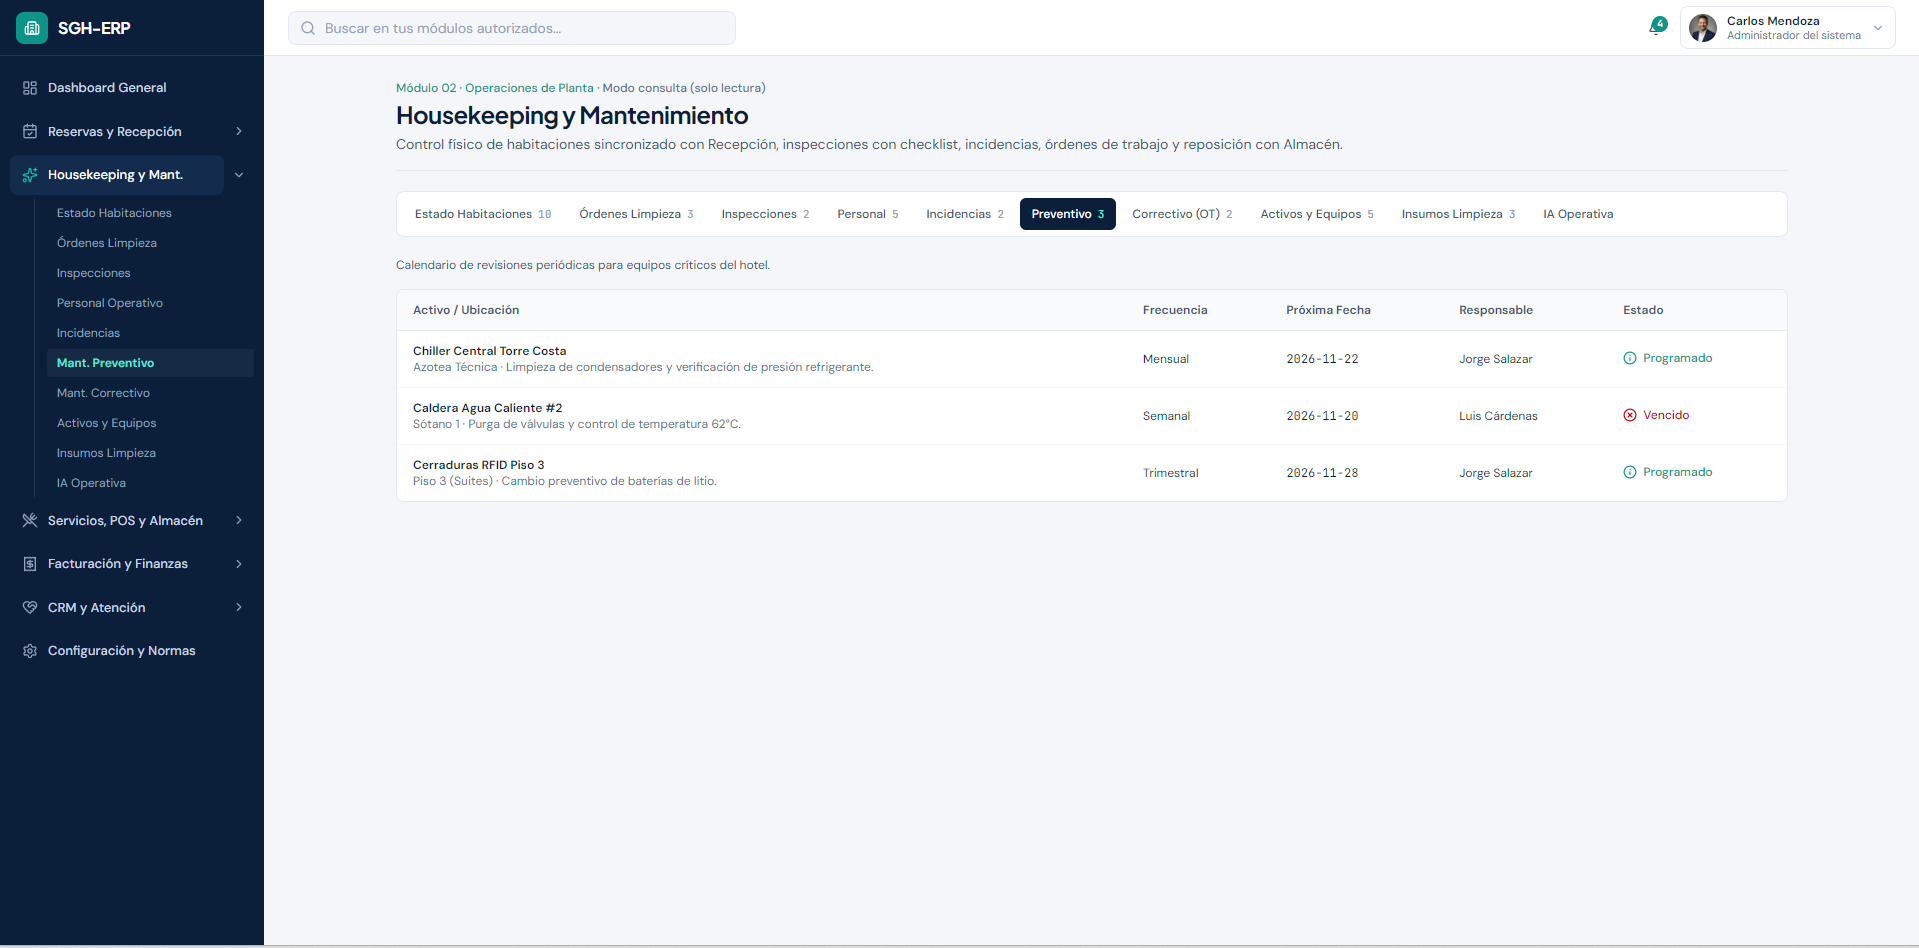 SGH-ERP
Buscar en tus módulos autorizados...
4
Carlos Mendoza
Administrador del sistema
Dashboard General
Reservas y Recepción
Housekeeping y Mant.
Estado Habitaciones
Órdenes Limpieza
Inspecciones
Personal Operativo
Incidencias
Mant. Preventivo
Mant. Correctivo
Activos y Equipos
Insumos Limpieza
IA Operativa
Servicios, POS y Almacén
Facturación y Finanzas
CRM y Atención
Configuración y Normas
Módulo 02 · Operaciones de Planta · Modo consulta (solo lectura)
Housekeeping y Mantenimiento
Control físico de habitaciones sincronizado con Recepción, inspecciones con checklist, incidencias, órdenes de trabajo y reposición con Almacén.
Estado Habitaciones 10 Órdenes Limpieza 3 Inspecciones 2 Personal 5 Incidencias 2 Preventivo 3 Correctivo (OT) 2 Activos y Equipos 5 Insumos Limpieza 3 IA Operativa
Calendario de revisiones periódicas para equipos críticos del hotel.
Activo / Ubicación Frecuencia Próxima Fecha Responsable Estado
Chiller Central Torre Costa
Azotea Técnica · Limpieza de condensadores y verificación de presión refrigerante.
Mensual 2026-11-22 Jorge Salazar Programado
Caldera Agua Caliente #2
Sótano 1 · Purga de válvulas y control de temperatura 62°C.
Semanal 2026-11-20 Luis Cárdenas Vencido
Cerraduras RFID Piso 3
Piso 3 (Suites) · Cambio preventivo de baterías de litio.
Trimestral 2026-11-28 Jorge Salazar Programado